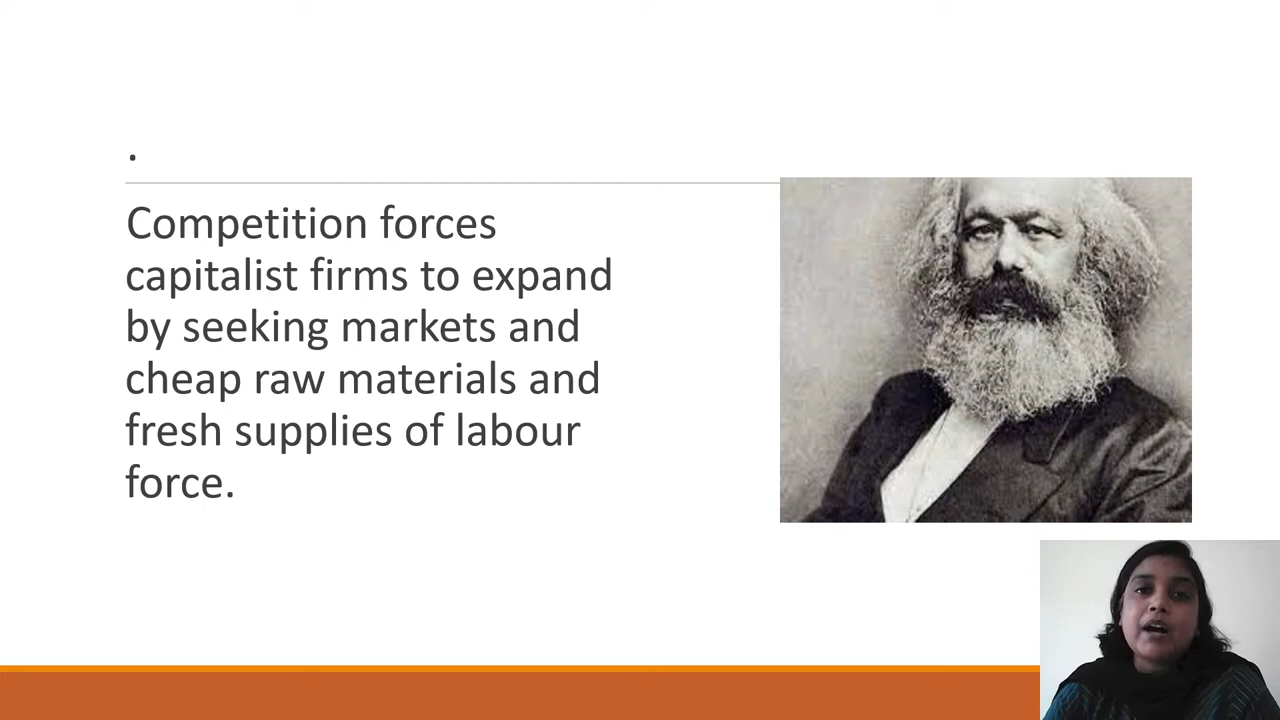 .
Competition forces
capitalist firms to expand
by seeking markets and
cheap raw materials and
fresh supplies of labour
force.